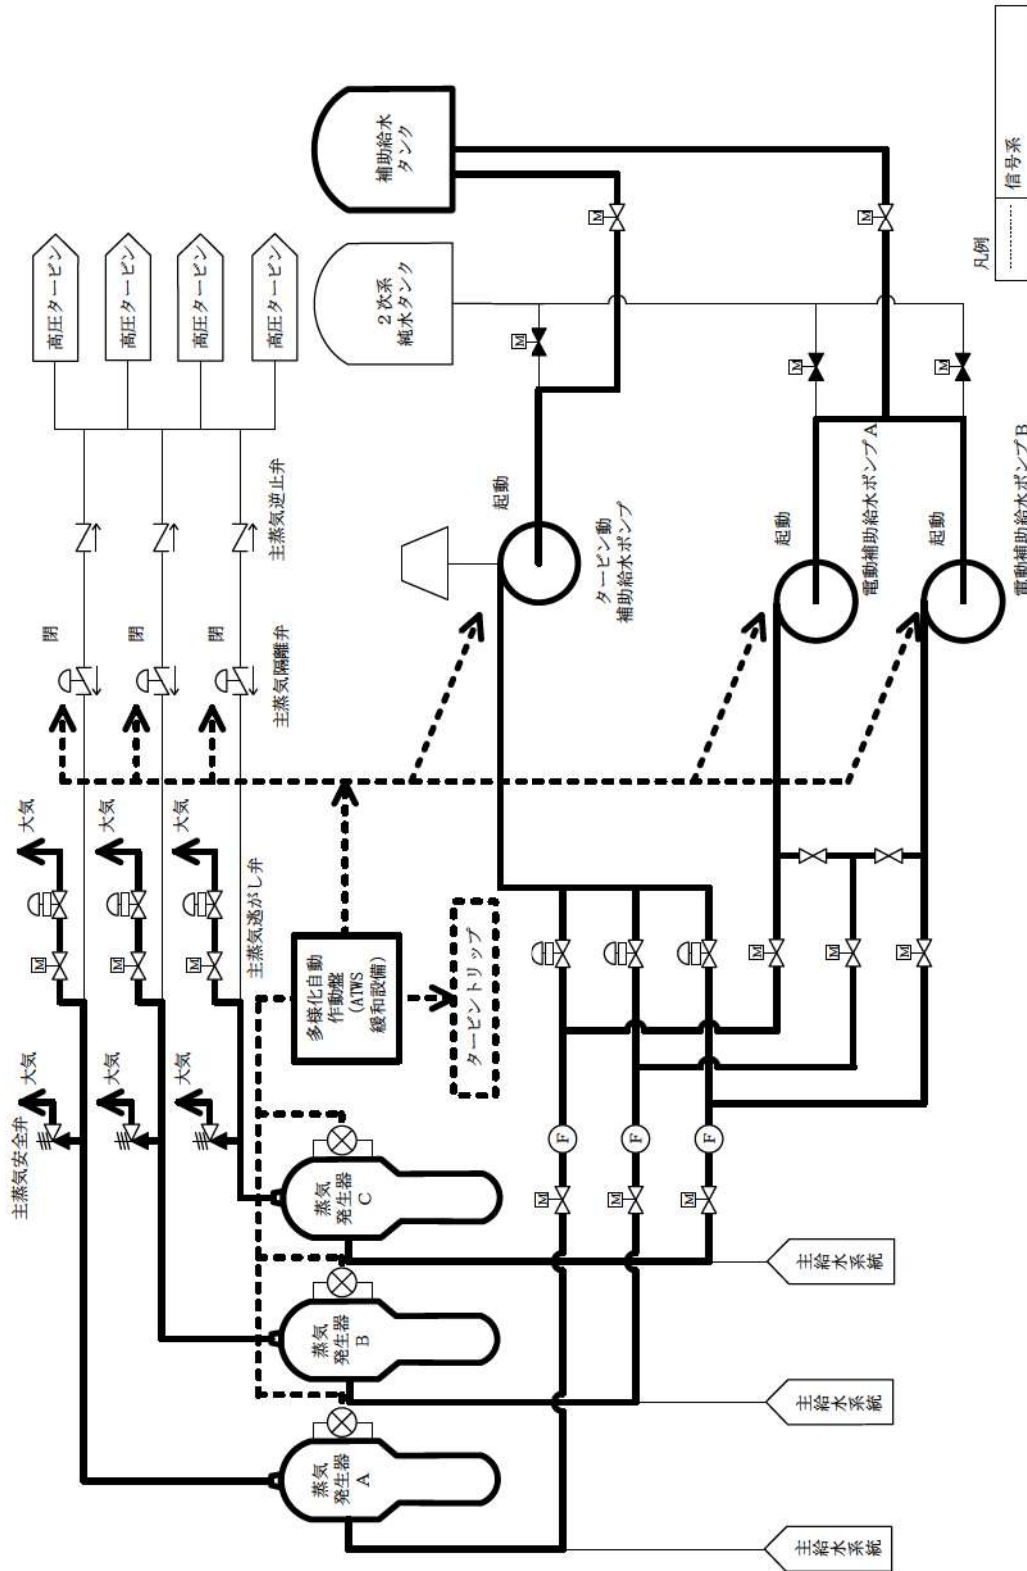 主蒸気安全弁
大気
大気
大気
大気
大気
大気
主蒸気逃がし弁
M
M
M
閉
閉
閉
主蒸気隔離弁
主蒸気逆止弁
高圧タービン
高圧タービン
高圧タービン
高圧タービン
蒸気
発生器
A
蒸気
発生器
B
蒸気
発生器
C
多様化自動
作動盤
(ATWS
緩和設備)
タービントリップ
2次系
純水タンク
補助給水
タンク
起動
タービン動
補助給水ポンプ
M
M
起動
電動補助給水ポンプA
M
M
起動
電動補助給水ポンプB
M
M
M
M
F
F
F
M
M
M
主給水系統
主給水系統
主給水系統
凡例
信号系